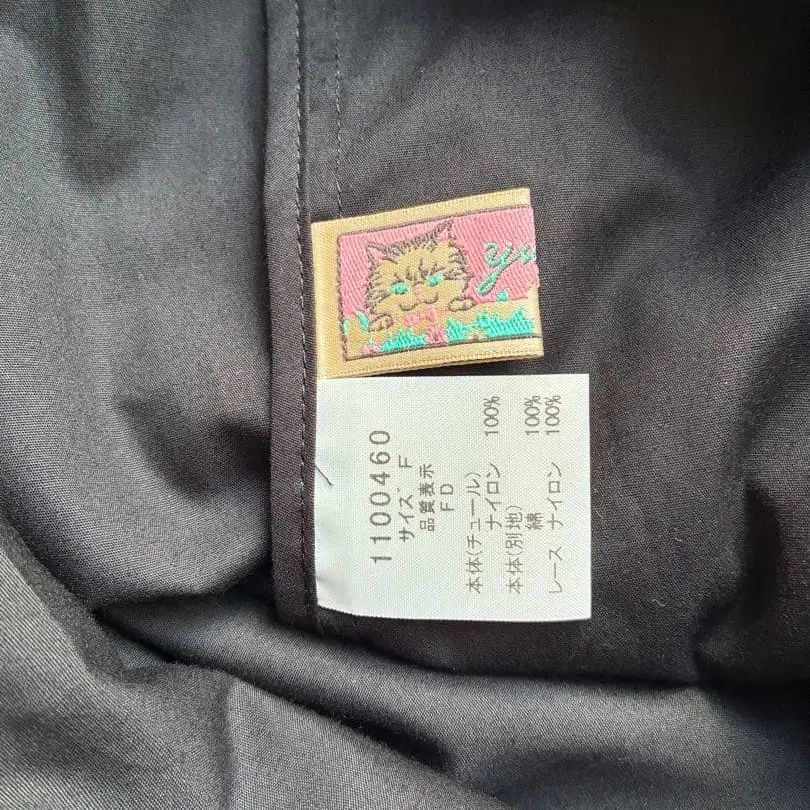 yu
1100460
サイズ F
品質表示
FD
本体(チュール)
ナイロン 100%
本体(別地)
綿 100%
レース ナイロン 100%